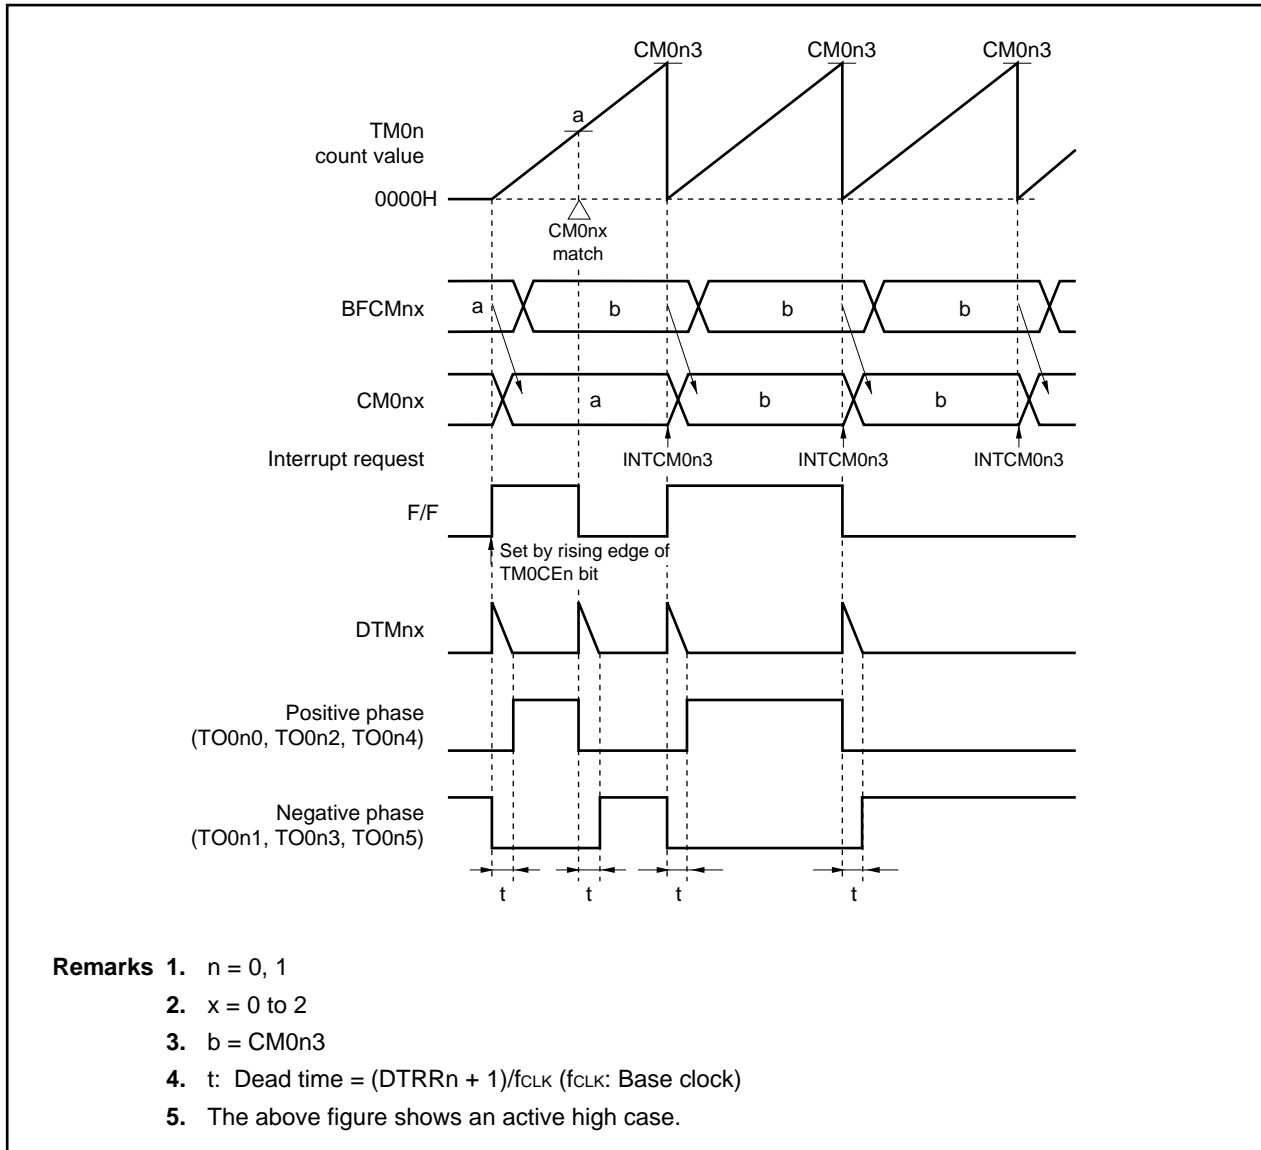 CM0n3 CM0n3 CM0n3
a
TM0n
count value
0000H
CM0nx
match
BFCMnx a b b b
CM0nx a b b
Interrupt request INTCM0n3 INTCM0n3 INTCM0n3
F/F
Set by rising edge of
TM0CEn bit
DTMnx
Positive phase
(TO0n0, TO0n2, TO0n4)
Negative phase
(TO0n1, TO0n3, TO0n5)
t t t t
Remarks 1. n = 0, 1
2. x = 0 to 2
3. b = CM0n3
4. t: Dead time = (DTRRn + 1)/fCLK (fCLK: Base clock)
5. The above figure shows an active high case.